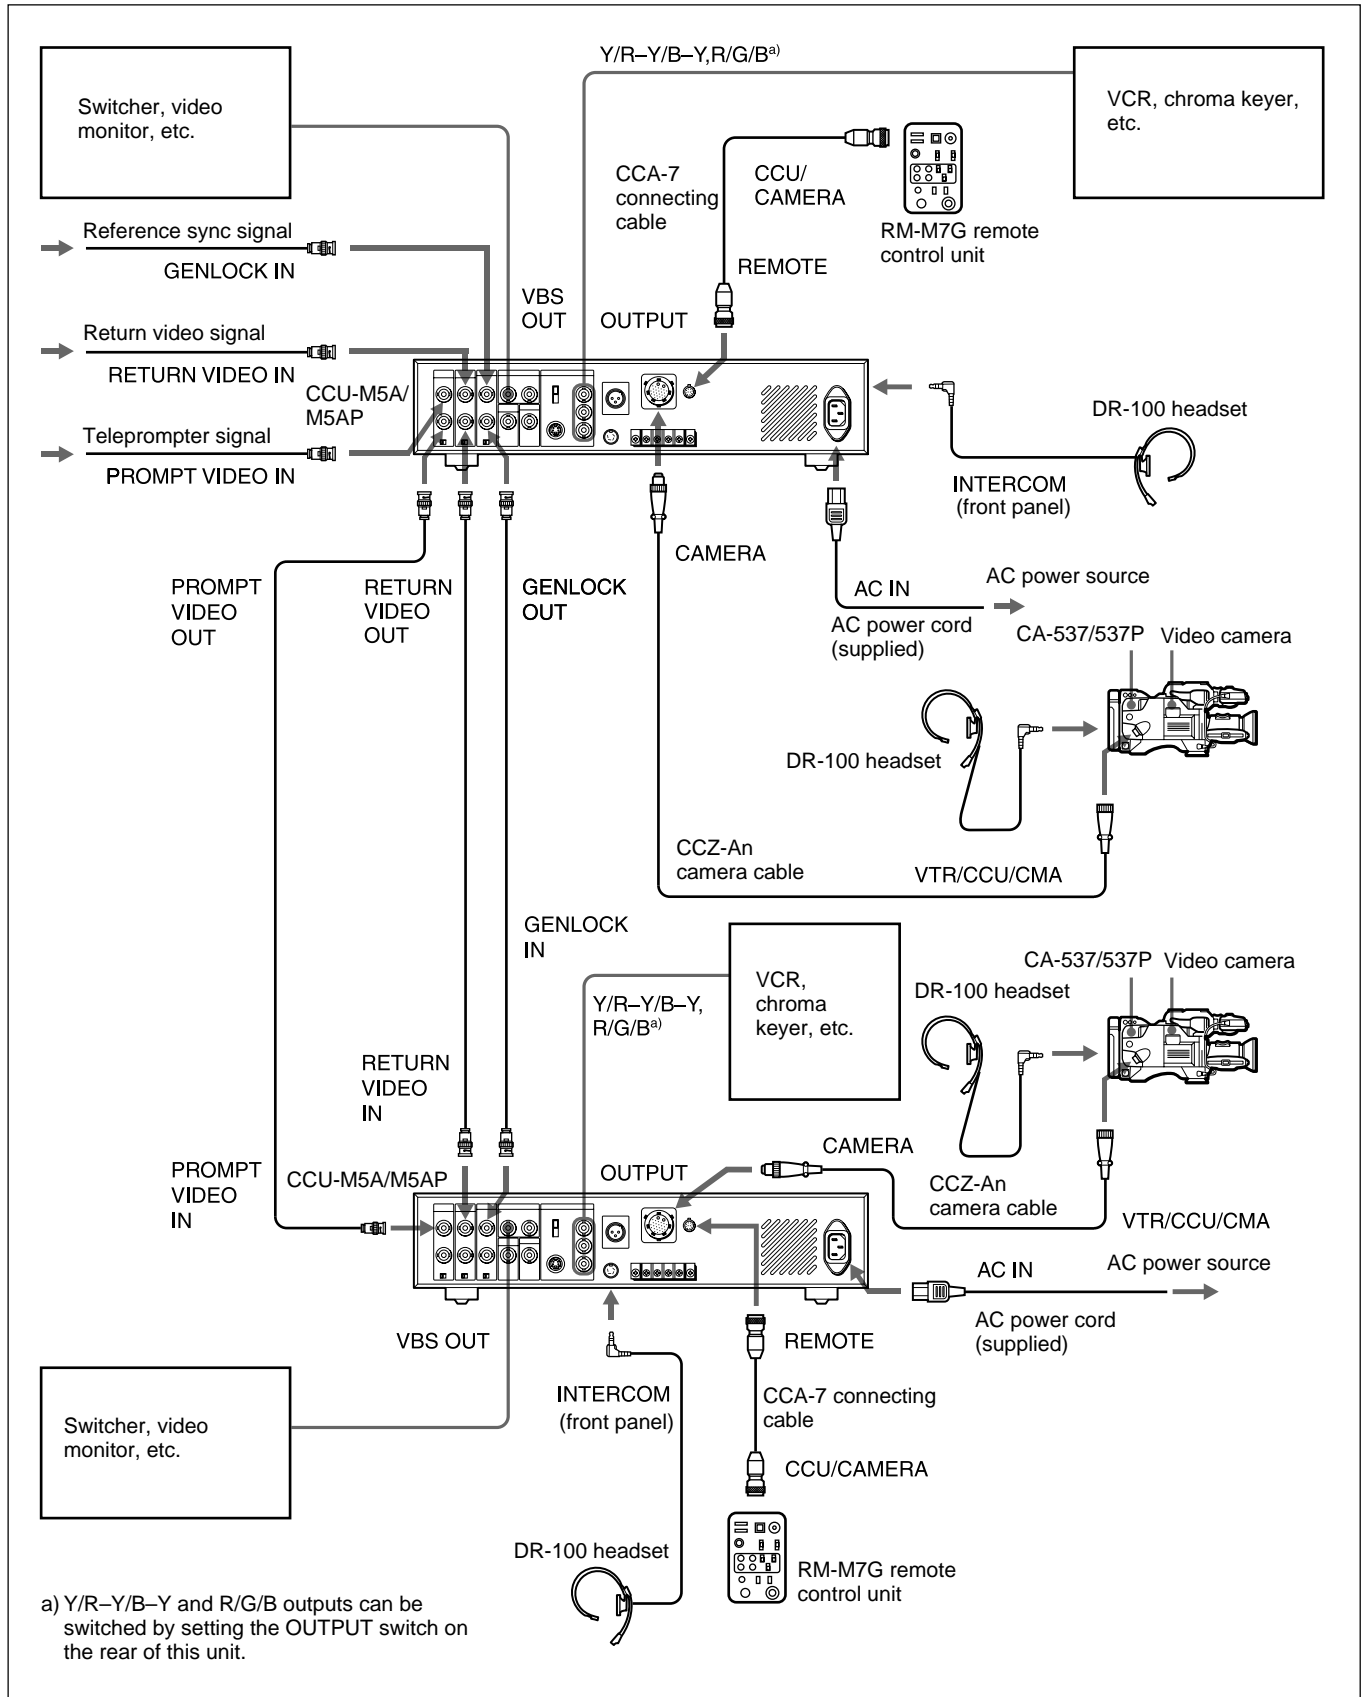 Y/R–Y/B–Y,R/G/Ba)
Switcher, video
monitor, etc.
VCR, chroma keyer,
etc.
CCA-7
connecting
cable
CCU/
CAMERA
Reference sync signal
GENLOCK IN
RM-M7G remote
control unit
REMOTE
VBS
OUT
OUTPUT
Return video signal
RETURN VIDEO IN
CCU-M5A/
M5AP
DR-100 headset
Teleprompter signal
PROMPT VIDEO IN
INTERCOM
(front panel)
CAMERA
PROMPT
VIDEO
OUT
RETURN
VIDEO
OUT
GENLOCK
OUT
AC IN
AC power source
AC power cord
(supplied)
CA-537/537P
Video camera
DR-100 headset
CCZ-An
camera cable
VTR/CCU/CMA
GENLOCK
IN
VCR,
chroma
keyer, etc.
CA-537/537P
Video camera
DR-100 headset
Y/R–Y/B–Y,
R/G/Ba)
RETURN
VIDEO
IN
CAMERA
PROMPT
VIDEO
IN
CCU-M5A/M5AP
OUTPUT
CCZ-An
camera cable
VTR/CCU/CMA
AC IN
AC power source
AC power cord
(supplied)
VBS OUT
REMOTE
INTERCOM
(front panel)
CCA-7 connecting
cable
Switcher, video
monitor, etc.
CCU/CAMERA
DR-100 headset
RM-M7G remote
control unit
a) Y/R–Y/B–Y and R/G/B outputs can be
switched by setting the OUTPUT switch on
the rear of this unit.